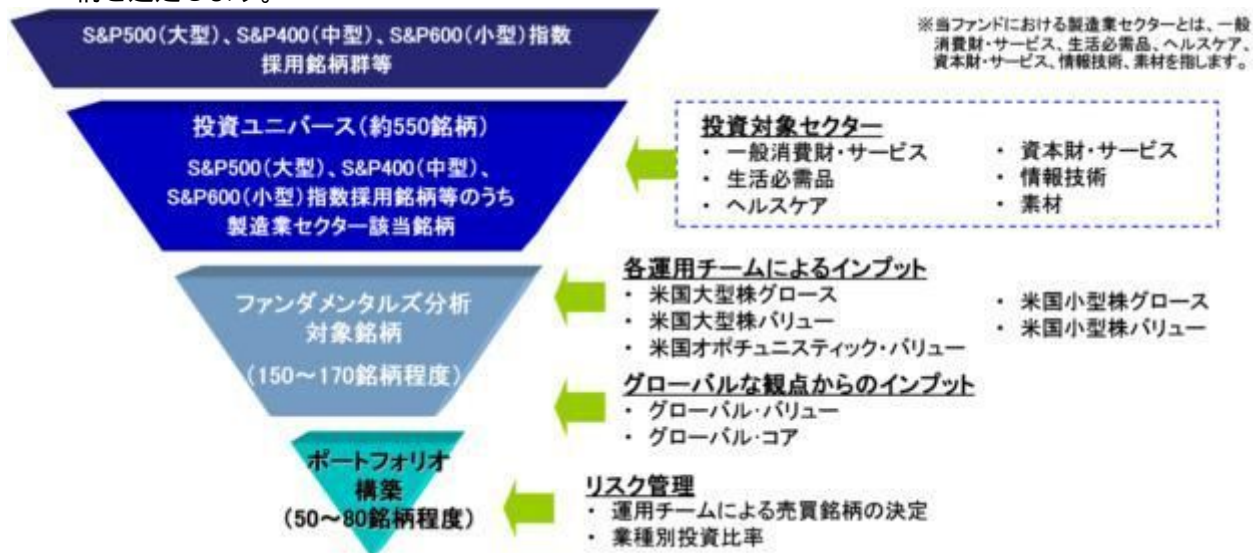 S&P500(大型)、S&P400(中型)、S&P600(小型)指数
採用銘柄群等
※当ファンドにおける製造業セクターとは、一般
消費財・サービス、生活必需品、ヘルスケア、
資本財・サービス、情報技術、素材を指します。
投資ユニバース(約550銘柄)
S&P500(大型)、S&P400(中型)、
S&P600(小型)指数採用銘柄等のうち
製造業セクター該当銘柄
投資対象セクター
・ 一般消費財・サービス
・ 生活必需品
・ ヘルスケア
・ 資本財・サービス
・ 情報技術
・ 素材
ファンダメンタルズ分析
対象銘柄
(150～170銘柄程度)
各運用チームによるインプット
・ 米国大型株グロース
・ 米国大型株バリュー
・ 米国オポチュニスティック・バリュー
・ 米国小型株グロース
・ 米国小型株バリュー
グローバルな観点からのインプット
・ グローバル・バリュー
・ グローバル・コア
ポートフォリオ
構築
(50～80銘柄程度)
リスク管理
・ 運用チームによる売買銘柄の決定
・ 業種別投資比率